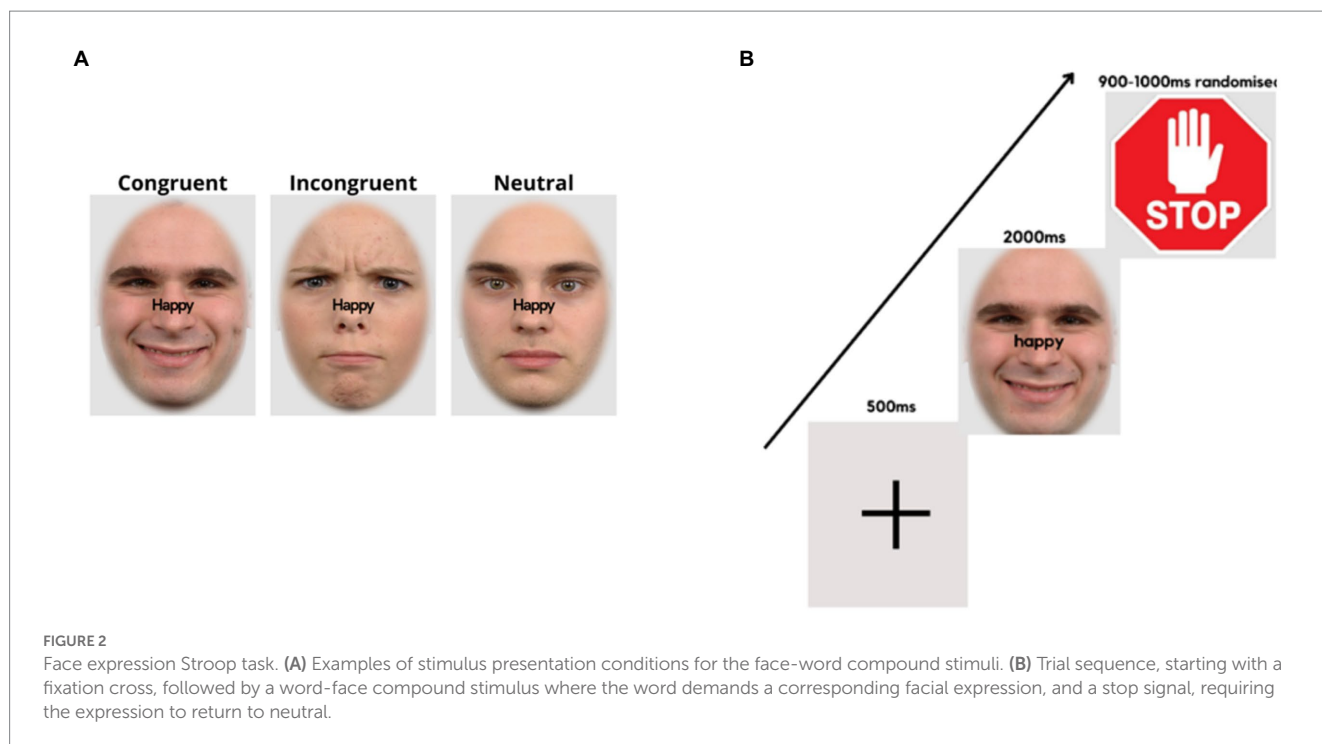 A
Congruent
Incongruent
Neutral
Happy
Happy
Happy
B
900-1000ms randomise
STOP
2000ms
happy
500ms
FIGURE 2
Face expression Stroop task. (A) Examples of stimulus presentation conditions for the face-word compound stimuli. (B) Trial sequence, starting with a
fixation cross, followed by a word-face compound stimulus where the word demands a corresponding facial expression, and a stop signal, requiring
the expression to return to neutral.